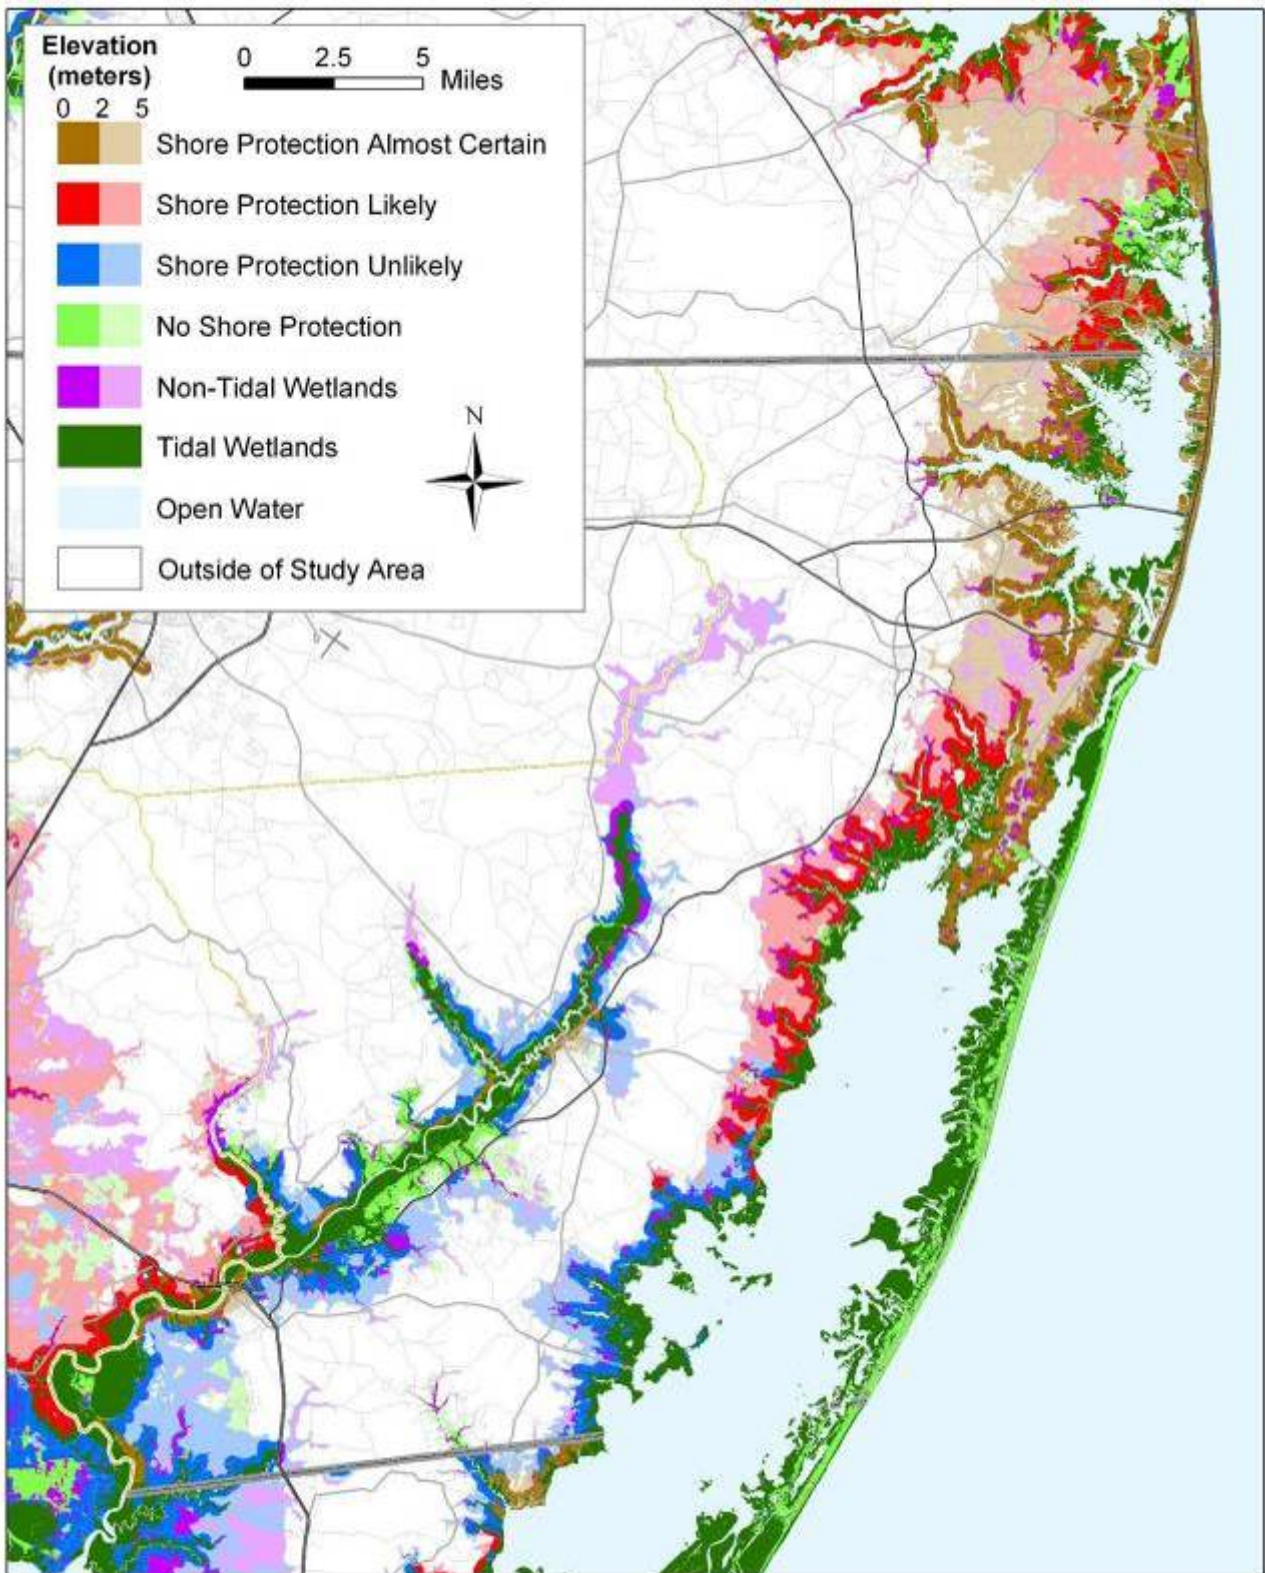 Elevation
(meters)
0 2 5
0 2.5 5
Miles
Shore Protection Almost Certain
Shore Protection Likely
Shore Protection Unlikely
No Shore Protection
Non-Tidal Wetlands
Tidal Wetlands
Open Water
Outside of Study Area
N